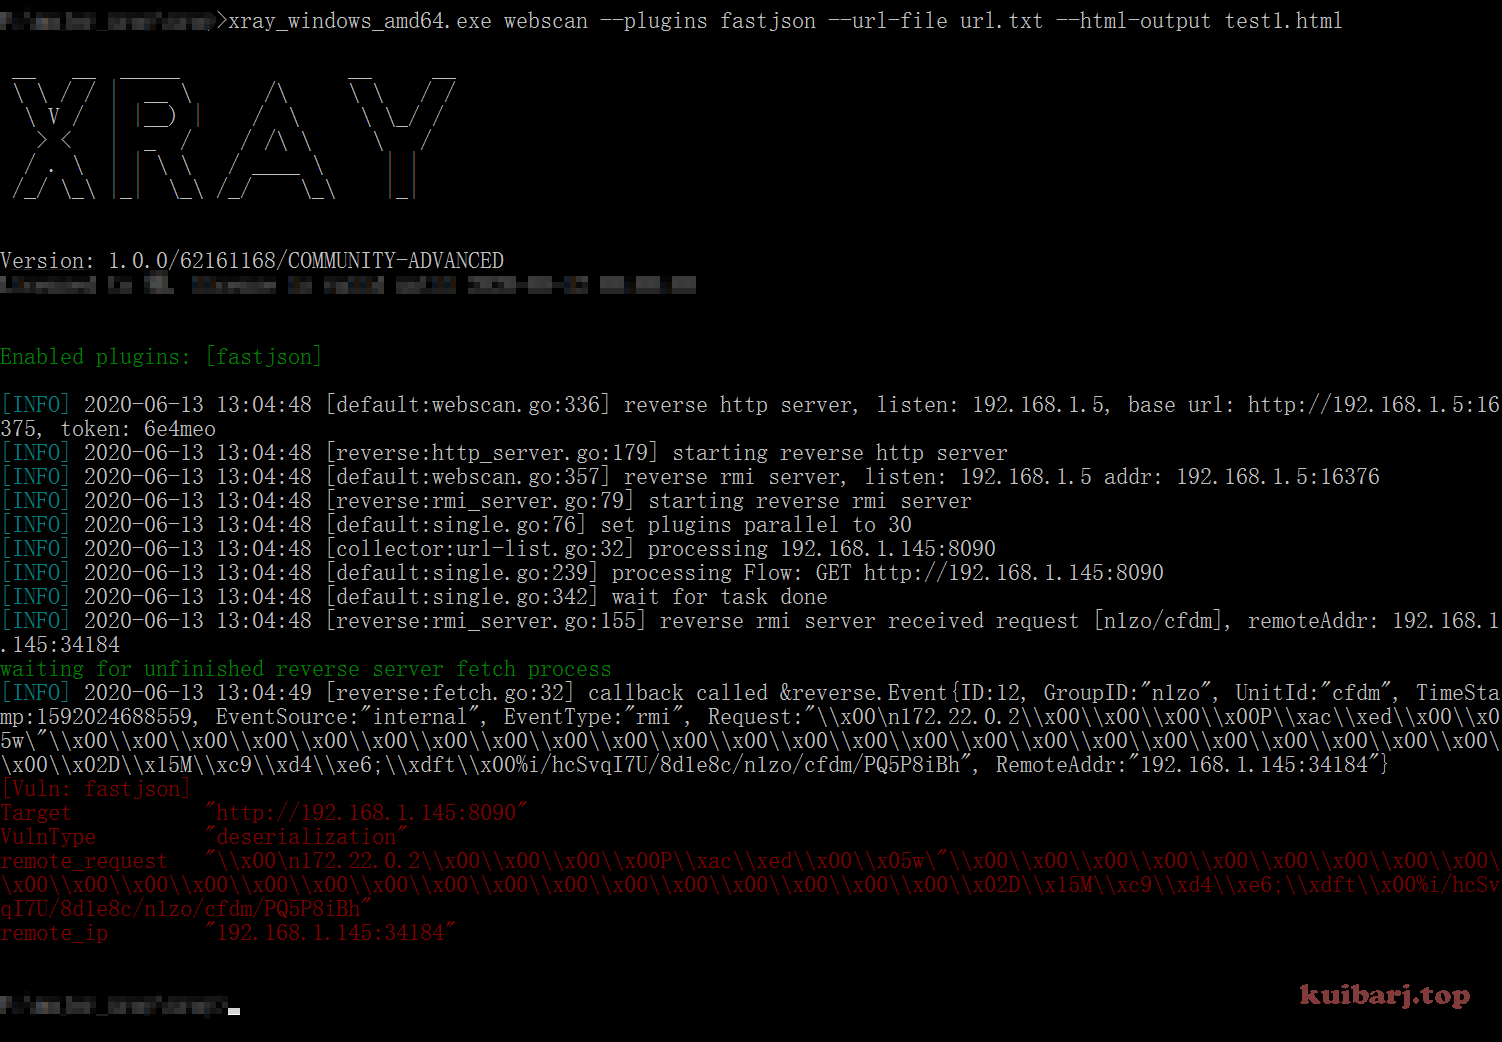 >xray_windows_amd64.exe webscan --plugins fastjson --url-file url.txt --html-output test1.html
XRAY
Version: 1.0.0/62161168/COMMUNITY-ADVANCED
Enabled plugins: [fastjson]
[INFO] 2020-06-13 13:04:48 [default:webscan.go:336] reverse http server, listen: 192.168.1.5, base url: http://192.168.1.5:16
375, token: 6e4meo
[INFO] 2020-06-13 13:04:48 [reverse:http_server.go:179] starting reverse http server
[INFO] 2020-06-13 13:04:48 [default:webscan.go:357] reverse rmi server, listen: 192.168.1.5 addr: 192.168.1.5:16376
[INFO] 2020-06-13 13:04:48 [reverse:rmi_server.go:79] starting reverse rmi server
[INFO] 2020-06-13 13:04:48 [default:single.go:76] set plugins parallel to 30
[INFO] 2020-06-13 13:04:48 [collector:url-list.go:32] processing 192.168.1.145:8090
[INFO] 2020-06-13 13:04:48 [default:single.go:239] processing Flow: GET http://192.168.1.145:8090
[INFO] 2020-06-13 13:04:48 [default:single.go:342] wait for task done
[INFO] 2020-06-13 13:04:48 [reverse:rmi_server.go:155] reverse rmi server received request [nlzo/cfdm], remoteAddr: 192.168.1
.145:34184
waiting for unfinished reverse server fetch process
[INFO] 2020-06-13 13:04:49 [reverse:fetch.go:32] callback called &reverse.Event{ID:12, GroupID:"nlzo", UnitId:"cfdm", TimeSta
mp:1592024688559, EventSource:"internal", EventType:"rmi", Request:"\\x00\n172.22.0.2\\x00\\x00\\x00\\x00P\\xac\\xed\\x00\\x0
5w\"\\x00\\x00\\x00\\x00\\x00\\x00\\x00\\x00\\x00\\x00\\x00\\x00\\x00\\x00\\x00\\x00\\x00\\x00\\x00\\x00\\x00\\x00\\x00\\x00\
\x00\\x02D\\x15M\\xc9\\xd4\\xe6;\\xdft\\x00%i/hcSvqI7U/8d1e8c/nlzo/cfdm/PQ5P8iBh", RemoteAddr:"192.168.1.145:34184"}
[Vuln: fastjson]
Target "http://192.168.1.145:8090"
VulnType "deserialization"
remote_request "\\x00\n172.22.0.2\\x00\\x00\\x00\\x00P\\xac\\xed\\x00\\x05w\"\\x00\\x00\\x00\\x00\\x00\\x00\\x00\\x00\\x00\
\x00\\x00\\x00\\x00\\x00\\x00\\x00\\x00\\x00\\x00\\x00\\x00\\x00\\x00\\x00\\x00\\x02D\\x15M\\xc9\\xd4\\xe6;\\xdft\\x00%i/hcSv
qI7U/8d1e8c/nlzo/cfdm/PQ5P8iBh"
remote_ip "192.168.1.145:34184"
kuibarj.top